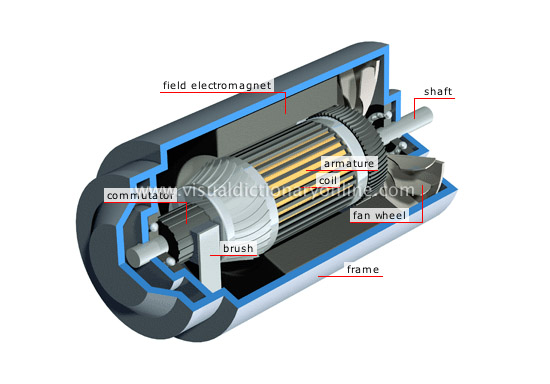 field electromagnet
shaft
armature
coil
www.visualdictionaryonline.com
commutator
fan wheel
brush
frame